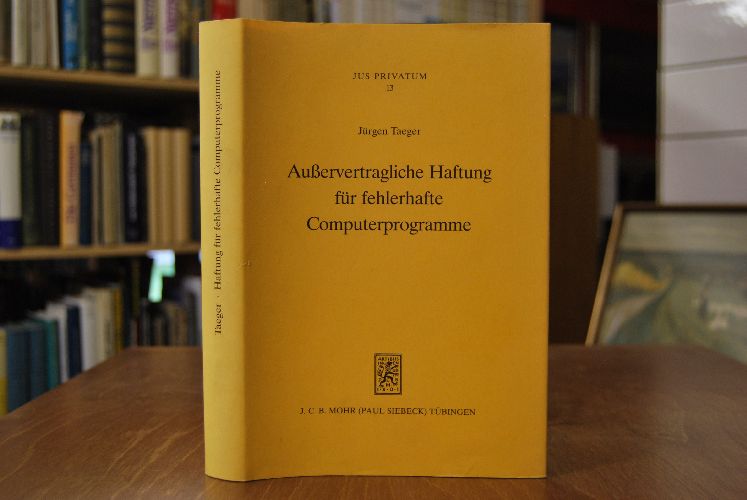 JUS PRIVATUM
13
Jürgen Taeger
Außervertragliche Haftung
für fehlerhafte
Computerprogramme
J. C. B. MOHR (PAUL SIEBECK) TÜBINGEN
Taeger · Haftung für fehlerhafte Computerprogramme